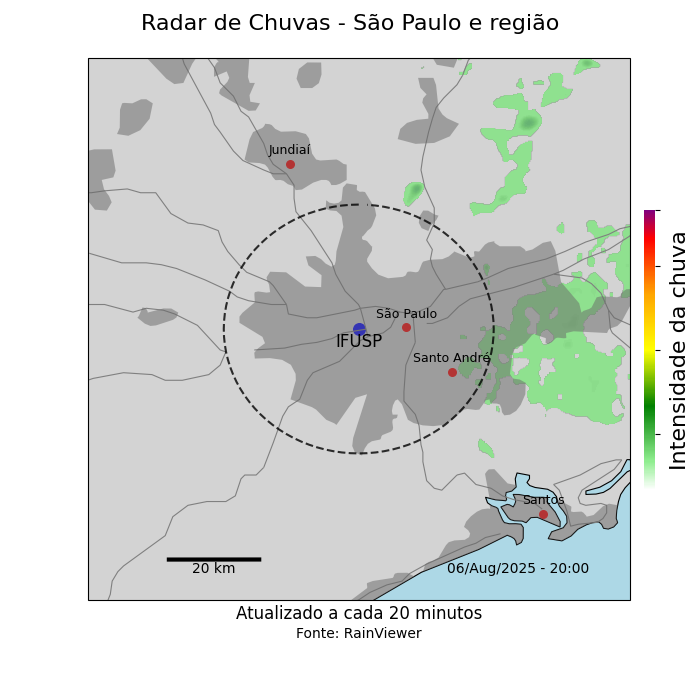 Radar de Chuvas - São Paulo e região
Jundiaí
São Paulo
IFUSP
Santo André
Santos
20 km
06/Aug/2025 - 20:00
Intensidade da chuva
Atualizado a cada 20 minutos
Fonte: RainViewer